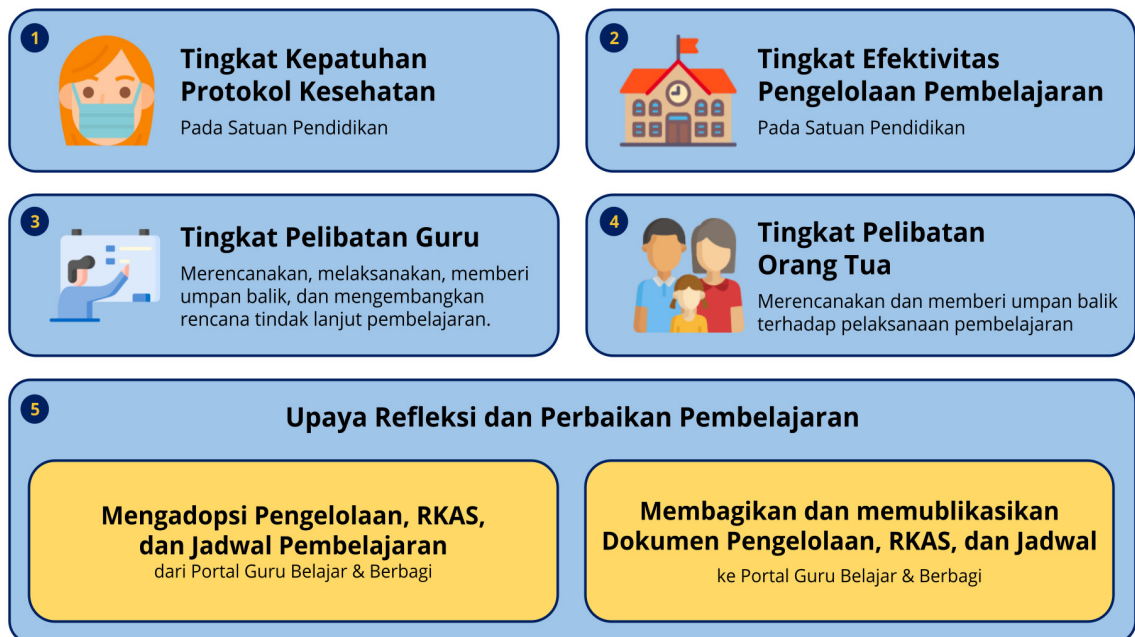 1
Tingkat Kepatuhan
Protokol Kesehatan
Pada Satuan Pendidikan
2
Tingkat Efektivitas
Pengelolaan Pembelajaran
Pada Satuan Pendidikan
3
Tingkat Pelibatan Guru
Merencanakan, melaksanakan, memberi
umpan balik, dan mengembangkan
rencana tindak lanjut pembelajaran.
4
Tingkat Pelibatan
Orang Tua
Merencanakan dan memberi umpan balik
terhadap pelaksanaan pembelajaran
5
Upaya Refleksi dan Perbaikan Pembelajaran
Mengadopsi Pengelolaan, RKAS,
dan Jadwal Pembelajaran
dari Portal Guru Belajar & Berbagi
Membagikan dan memublikasikan
Dokumen Pengelolaan, RKAS, dan Jadwal
ke Portal Guru Belajar & Berbagi